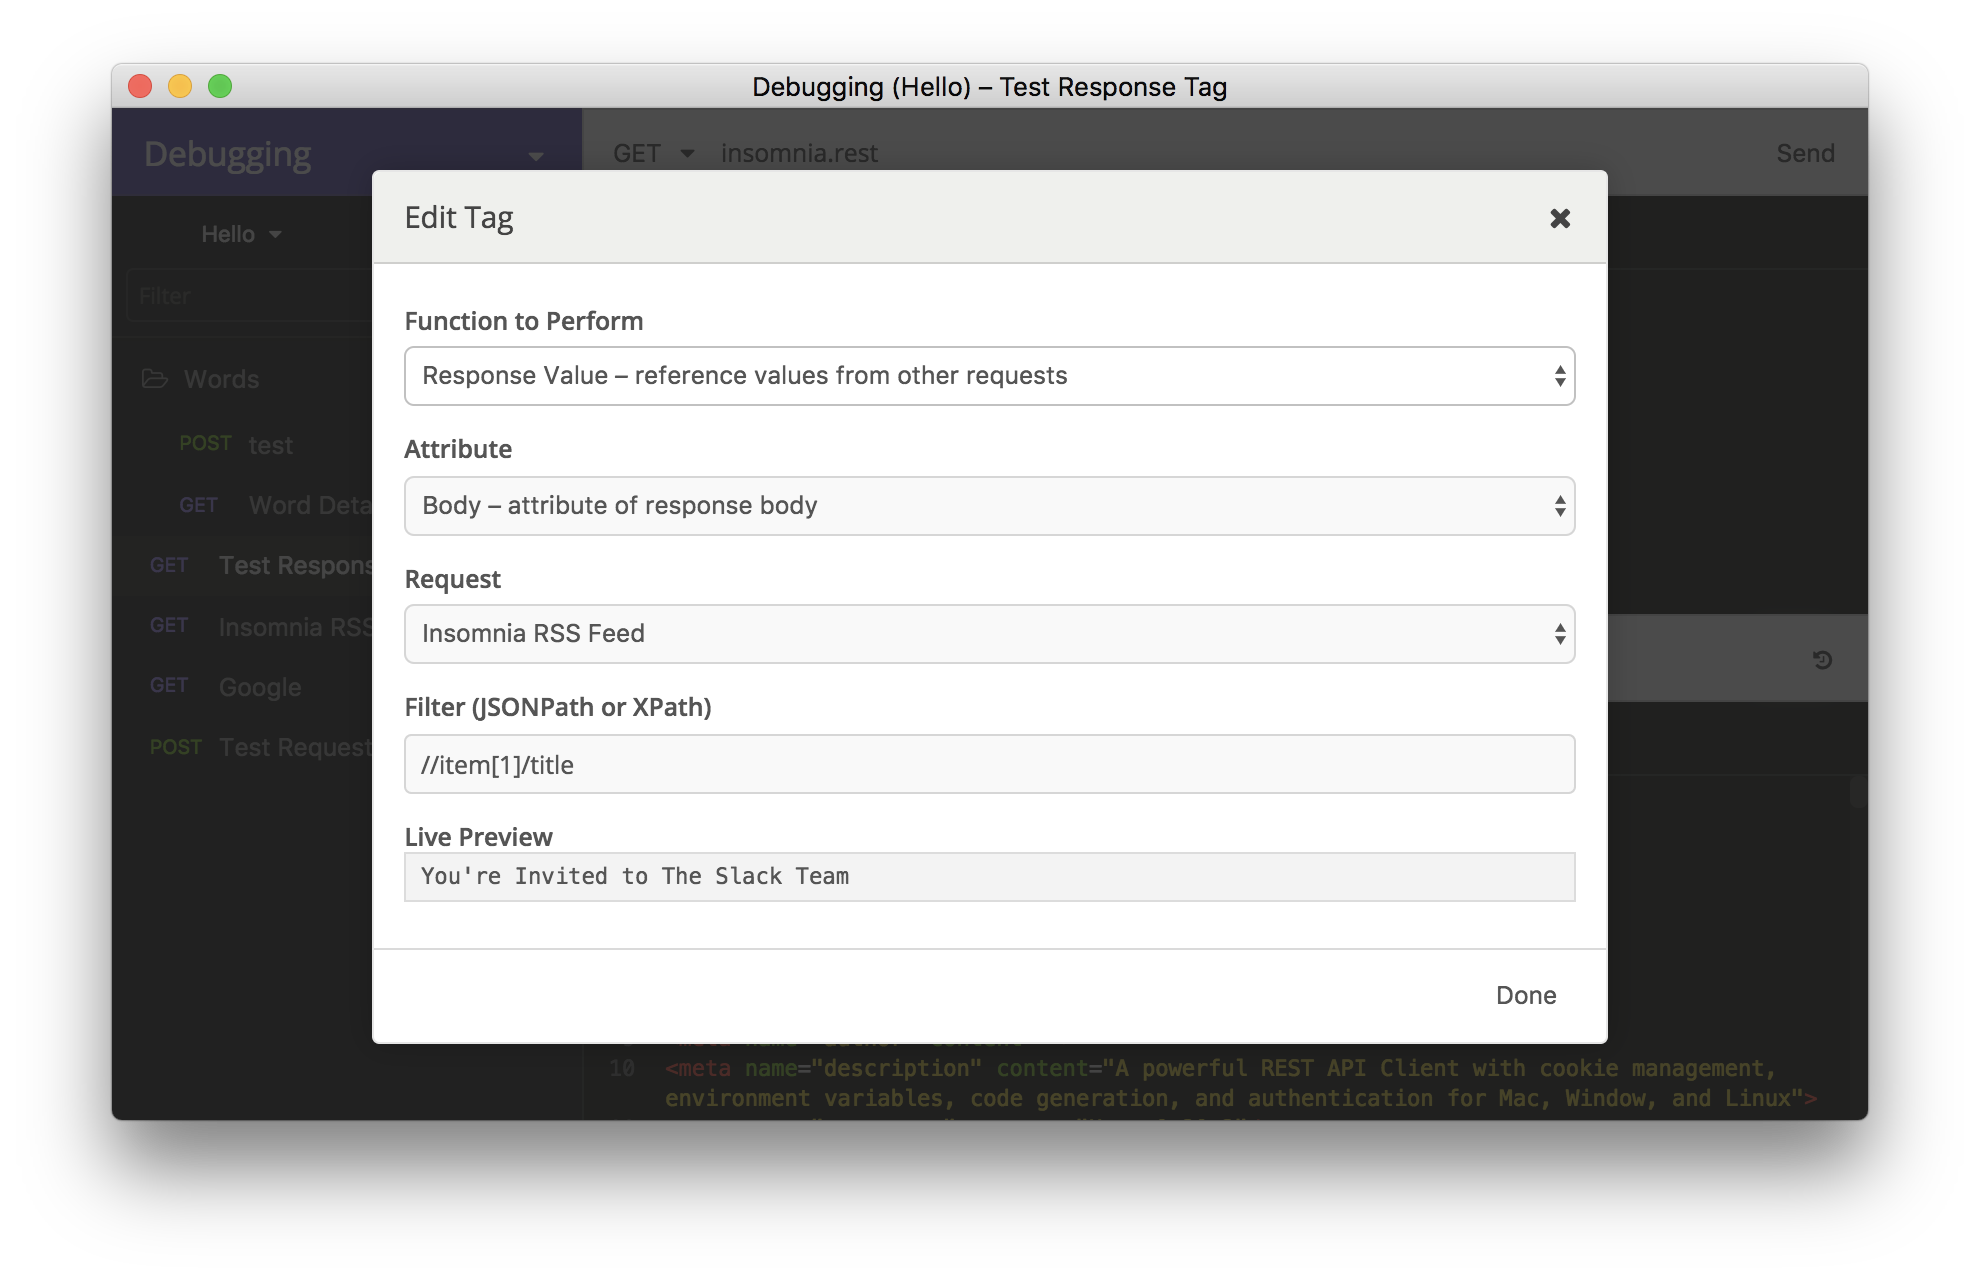 Debugging (Hello) – Test Response Tag
Debugging
GET insomnia.rest Send
Hello
Filter
Words
POST test
GET Word Deta
GET Test Respons
GET Insomnia RSS
GET Google
POST Test Request
Edit Tag
Function to Perform
Response Value – reference values from other requests
Attribute
Body – attribute of response body
Request
Insomnia RSS Feed
Filter (JSONPath or XPath)
//item[1]/title
Live Preview
You're Invited to The Slack Team
Done
10 <meta name="description" content="A powerful REST API Client with cookie management,
environment variables, code generation, and authentication for Mac, Window, and Linux">